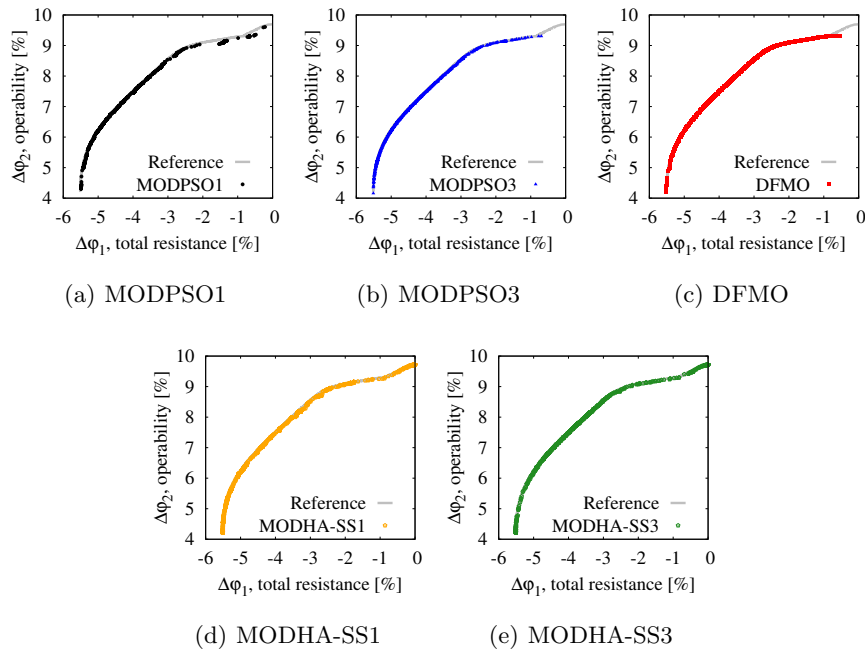 10
9
8
7
6
5
4
-6 -5 -4 -3 -2 -1 0
Δφ₂, operability [%]
Δφ₁, total resistance [%]
Reference
MODPSO1
(a) MODPSO1
10
9
8
7
6
5
4
-6 -5 -4 -3 -2 -1 0
Δφ₂, operability [%]
Δφ₁, total resistance [%]
Reference
MODPSO3
(b) MODPSO3
10
9
8
7
6
5
4
-6 -5 -4 -3 -2 -1 0
Δφ₂, operability [%]
Δφ₁, total resistance [%]
Reference
DFMO
(c) DFMO
10
9
8
7
6
5
4
-6 -5 -4 -3 -2 -1 0
Δφ₂, operability [%]
Δφ₁, total resistance [%]
Reference
MODHA-SS1
(d) MODHA-SS1
10
9
8
7
6
5
4
-6 -5 -4 -3 -2 -1 0
Δφ₂, operability [%]
Δφ₁, total resistance [%]
Reference
MODHA-SS3
(e) MODHA-SS3